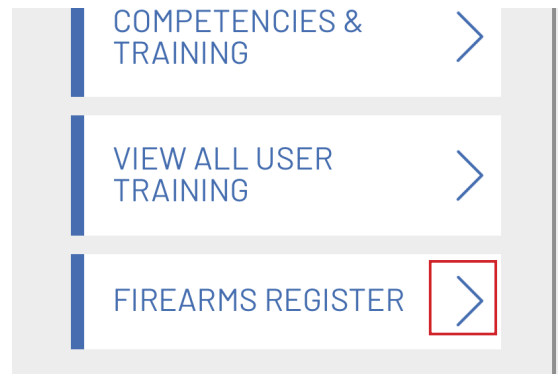 COMPETENCIES &
TRAINING
VIEW ALL USER
TRAINING
FIREARMS REGISTER